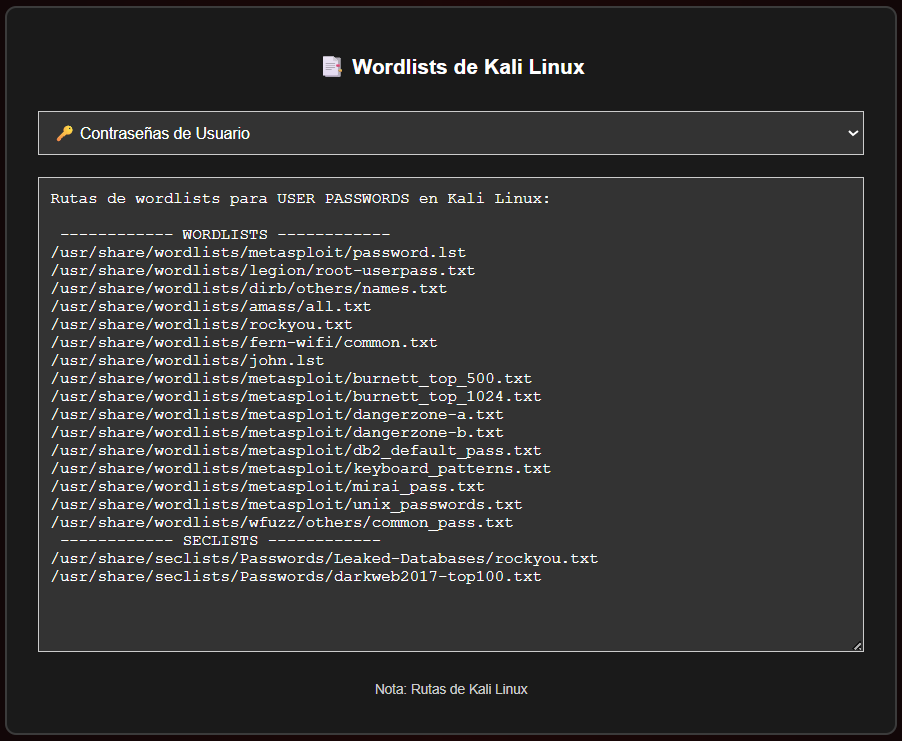 Wordlists de Kali Linux
Contraseñas de Usuario
Rutas de wordlists para USER PASSWORDS en Kali Linux:
------------ WORDLISTS ------------
/usr/share/wordlists/metasploit/password.lst
/usr/share/wordlists/legion/root-userpass.txt
/usr/share/wordlists/dirb/others/names.txt
/usr/share/wordlists/amass/all.txt
/usr/share/wordlists/rockyou.txt
/usr/share/wordlists/fern-wifi/common.txt
/usr/share/wordlists/john.lst
/usr/share/wordlists/metasploit/burnett_top_500.txt
/usr/share/wordlists/metasploit/burnett_top_1024.txt
/usr/share/wordlists/metasploit/dangerzone-a.txt
/usr/share/wordlists/metasploit/dangerzone-b.txt
/usr/share/wordlists/metasploit/db2_default_pass.txt
/usr/share/wordlists/metasploit/keyboard_patterns.txt
/usr/share/wordlists/metasploit/mirai_pass.txt
/usr/share/wordlists/metasploit/unix_passwords.txt
/usr/share/wordlists/wfuzz/others/common_pass.txt
------------ SECLISTS ------------
/usr/share/seclists/Passwords/Leaked-Databases/rockyou.txt
/usr/share/seclists/Passwords/darkweb2017-top100.txt
Nota: Rutas de Kali Linux